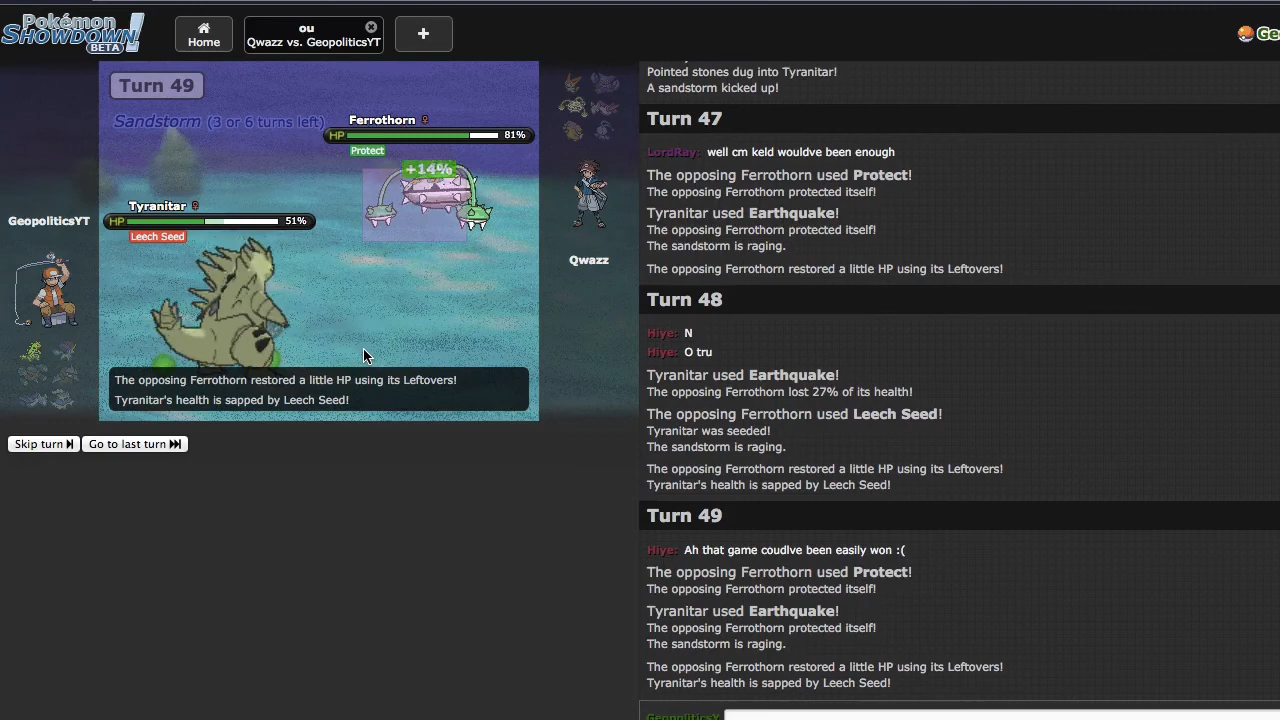 Pokémon
SHOWDOWN!
BETA
Home
ou
Qwazz vs. GeopoliticsYT
+
Ge
Turn 49
Sandstorm (3 or 6 turns left)
Ferrothorn ♀
HP 81%
Protect
+14%
Tyranitar ♀
HP 51%
Leech Seed
GeopoliticsYT
Qwazz
The opposing Ferrothorn restored a little HP using its Leftovers!
Tyranitar's health is sapped by Leech Seed!
Skip turn
Go to last turn
Pointed stones dug into Tyranitar!
A sandstorm kicked up!
Turn 47
LordRay: well cm keld wouldve been enough
The opposing Ferrothorn used Protect!
The opposing Ferrothorn protected itself!
Tyranitar used Earthquake!
The opposing Ferrothorn protected itself!
The sandstorm is raging.
The opposing Ferrothorn restored a little HP using its Leftovers!
Turn 48
Hiye: N
Hiye: O tru
Tyranitar used Earthquake!
The opposing Ferrothorn lost 27% of its health!
The opposing Ferrothorn used Leech Seed!
Tyranitar was seeded!
The sandstorm is raging.
The opposing Ferrothorn restored a little HP using its Leftovers!
Tyranitar's health is sapped by Leech Seed!
Turn 49
Hiye: Ah that game coudlve been easily won :(
The opposing Ferrothorn used Protect!
The opposing Ferrothorn protected itself!
Tyranitar used Earthquake!
The opposing Ferrothorn protected itself!
The sandstorm is raging.
The opposing Ferrothorn restored a little HP using its Leftovers!
Tyranitar's health is sapped by Leech Seed!
GeopoliticsY